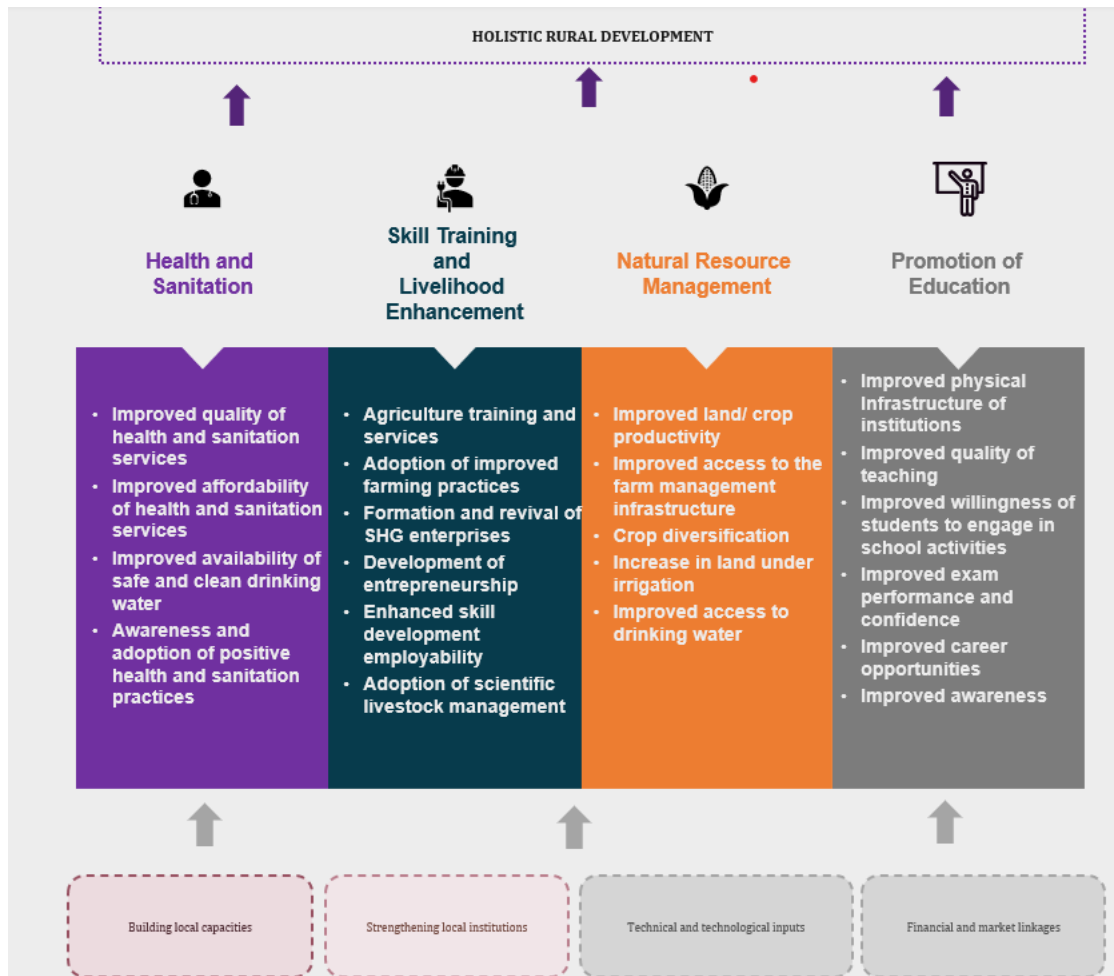 HOLISTIC RURAL DEVELOPMENT
Health and
Sanitation
Skill Training
and
Livelihood
Enhancement
Natural Resource
Management
Promotion of
Education
• Improved quality of
health and sanitation
services
• Improved affordability
of health and sanitation
services
• Improved availability of
safe and clean drinking
water
• Awareness and
adoption of positive
health and sanitation
practices
• Agriculture training and
services
• Adoption of improved
farming practices
• Formation and revival of
SHG enterprises
• Development of
entrepreneurship
• Enhanced skill
development
employability
• Adoption of scientific
livestock management
• Improved land/ crop
productivity
• Improved access to the
farm management
infrastructure
• Crop diversification
• Increase in land under
irrigation
• Improved access to
drinking water
• Improved physical
Infrastructure of
institutions
• Improved quality of
teaching
• Improved willingness of
students to engage in
school activities
• Improved exam
performance and
confidence
• Improved career
opportunities
• Improved awareness
Building local capacities
Strengthening local institutions
Technical and technological inputs
Financial and market linkages